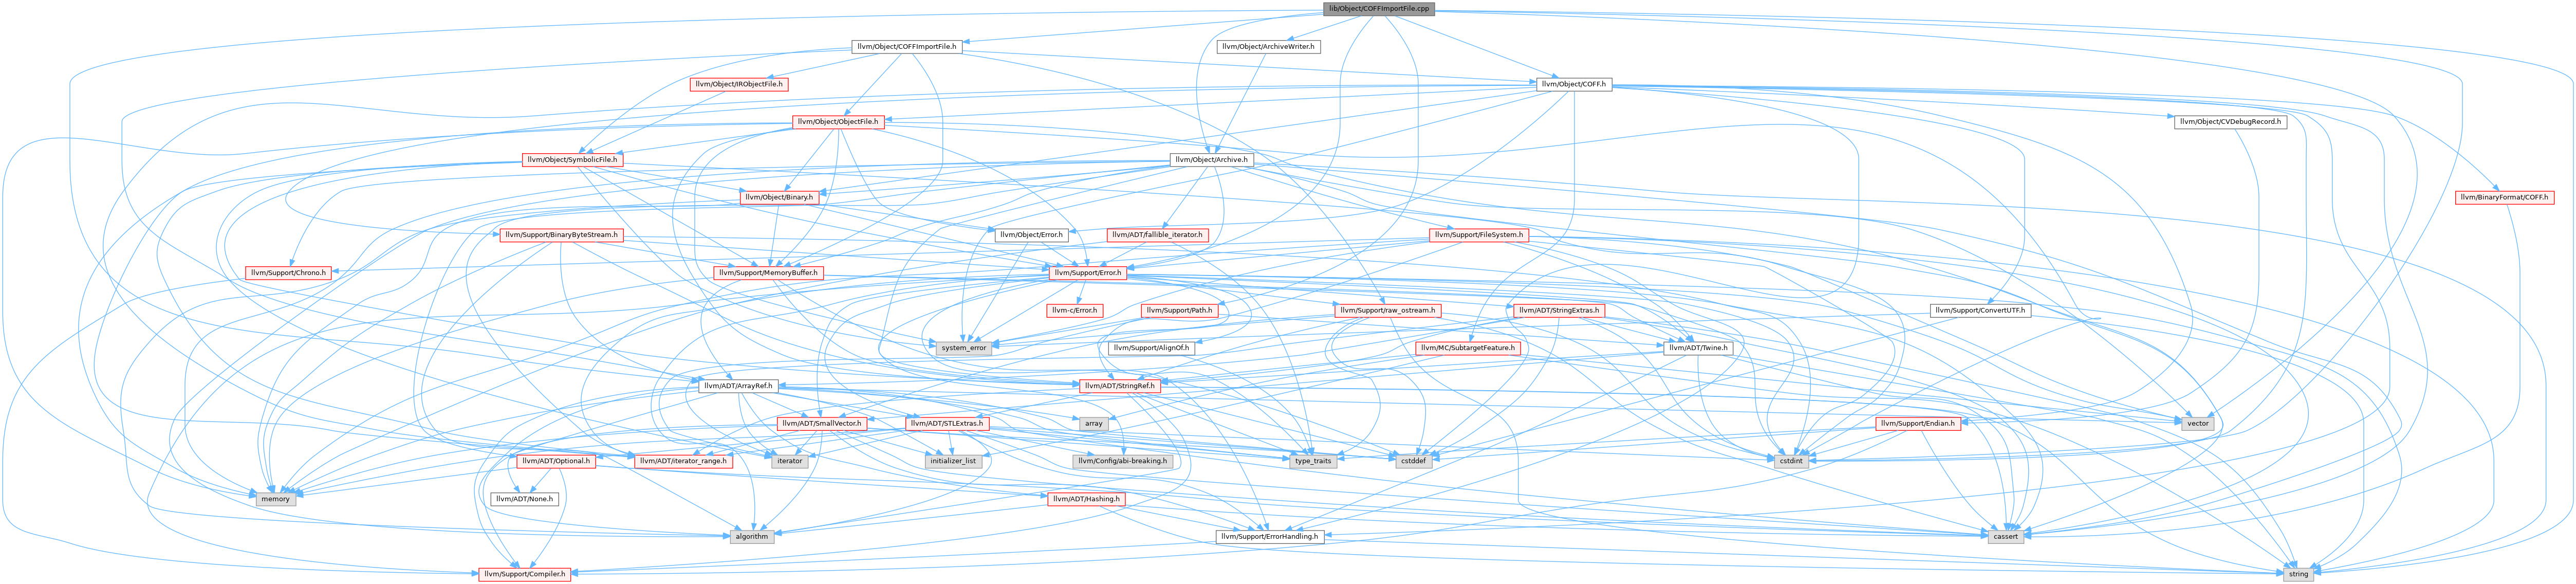 lib/Object/COFFImportFile.cpp
llvm/Object/COFFImportFile.h
llvm/Object/ArchiveWriter.h
llvm/Object/IRObjectFile.h
llvm/Object/COFF.h
llvm/Object/ObjectFile.h
llvm/Object/CVDebugRecord.h
llvm/Object/SymbolicFile.h
llvm/Object/Archive.h
llvm/Object/Binary.h
llvm/BinaryFormat/COFF.h
llvm/Support/BinaryByteStream.h
llvm/Object/Error.h
llvm/ADT/fallible_iterator.h
llvm/Support/FileSystem.h
llvm/Support/Chrono.h
llvm/Support/MemoryBuffer.h
llvm/Support/Error.h
llvm-c/Error.h
llvm/Support/Path.h
llvm/Support/raw_ostream.h
llvm/ADT/StringExtras.h
llvm/Support/ConvertUTF.h
system_error
llvm/Support/AlignOf.h
llvm/MC/SubtargetFeature.h
llvm/ADT/Twine.h
llvm/ADT/ArrayRef.h
llvm/ADT/StringRef.h
llvm/ADT/SmallVector.h
llvm/ADT/STLExtras.h
array
llvm/Support/Endian.h
vector
llvm/ADT/Optional.h
llvm/ADT/iterator_range.h
iterator
initializer_list
llvm/Config/abi-breaking.h
type_traits
cstddef
cstdint
memory
llvm/ADT/None.h
llvm/ADT/Hashing.h
algorithm
llvm/Support/ErrorHandling.h
cassert
llvm/Support/Compiler.h
string